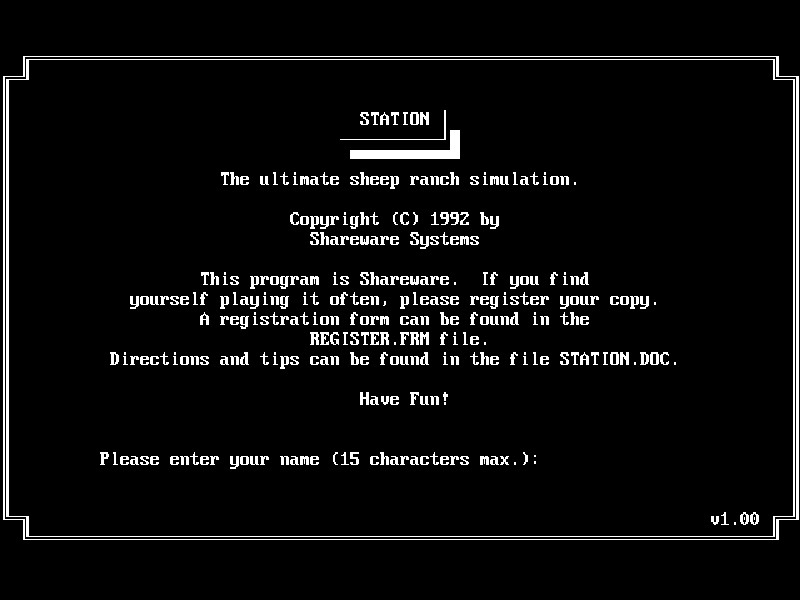 STATION
The ultimate sheep ranch simulation.
Copyright (C) 1992 by
Shareware Systems
This program is Shareware.  If you find
yourself playing it often, please register your copy.
A registration form can be found in the
REGISTER.FRM file.
Directions and tips can be found in the file STATION.DOC.
Have Fun!
Please enter your name (15 characters max.):
v1.00